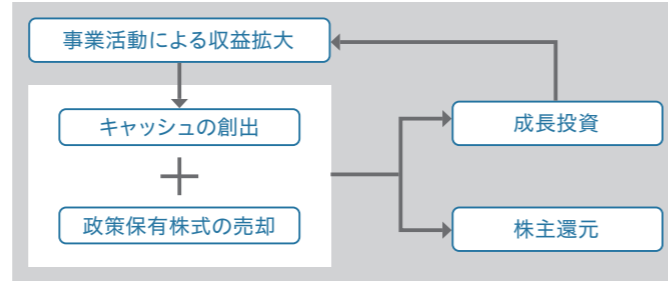 事業活動による収益拡大
キャッシュの創出
+
政策保有株式の売却
成長投資
株主還元